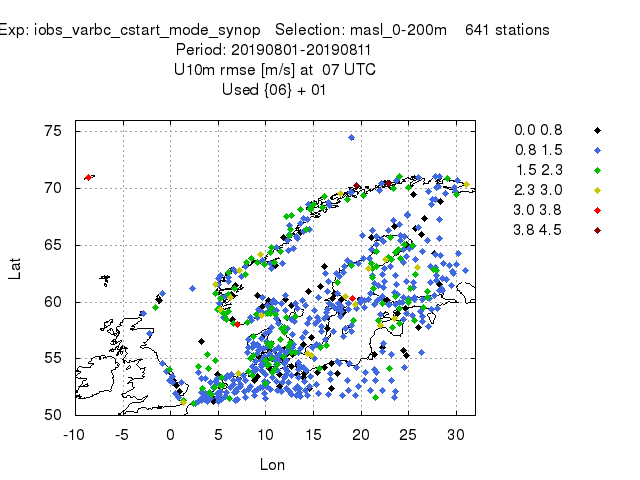 Exp: iobs_varbc_cstart_mode_synop Selection: masl_0-200m 641 stations
Period: 20190801-20190811
U10m rmse [m/s] at 07 UTC
Used {06} + 01
0.0 0.8
0.8 1.5
1.5 2.3
2.3 3.0
3.0 3.8
3.8 4.5
75
70
65
60
55
50
Lat
-10 -5 0 5 10 15 20 25 30
Lon